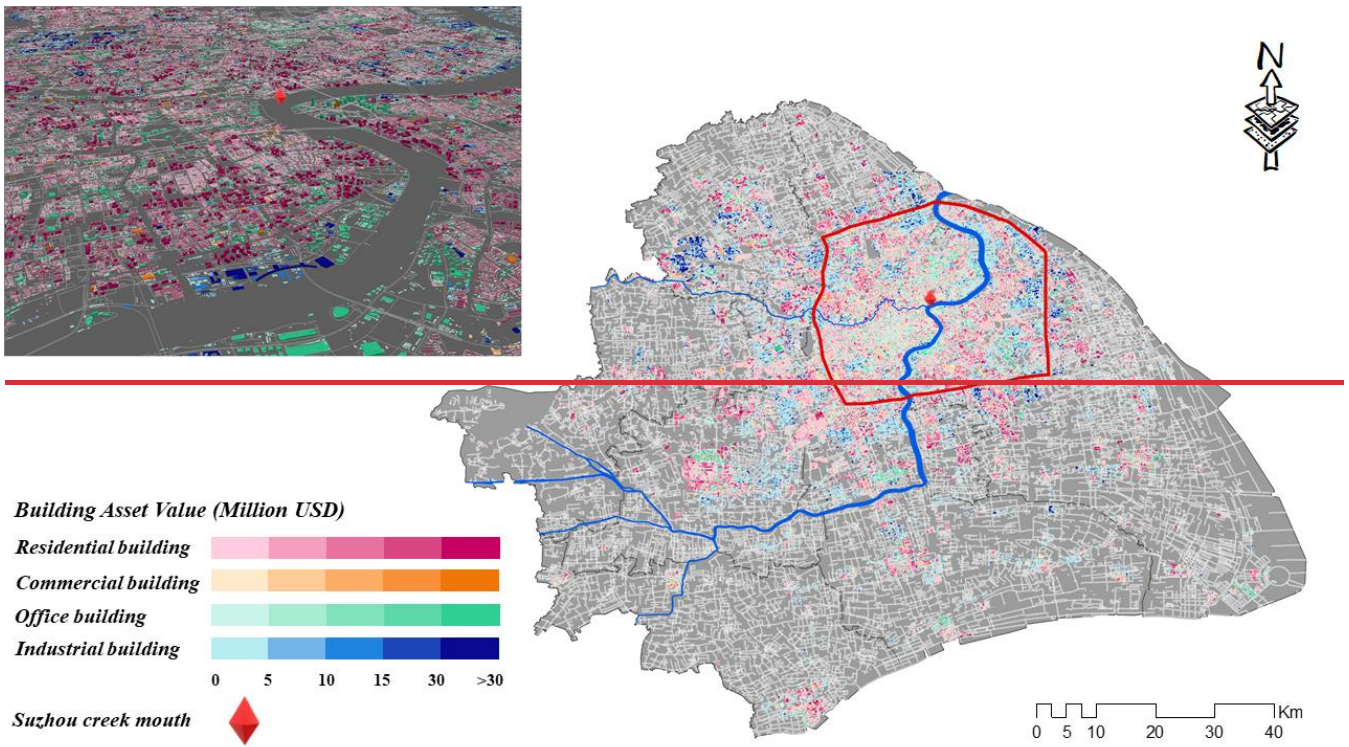 N
Building Asset Value (Million USD)
Residential building
Commercial building
Office building
Industrial building
0 5 10 15 30 >30
Suzhou creek mouth
Km
0 5 10 20 30 40